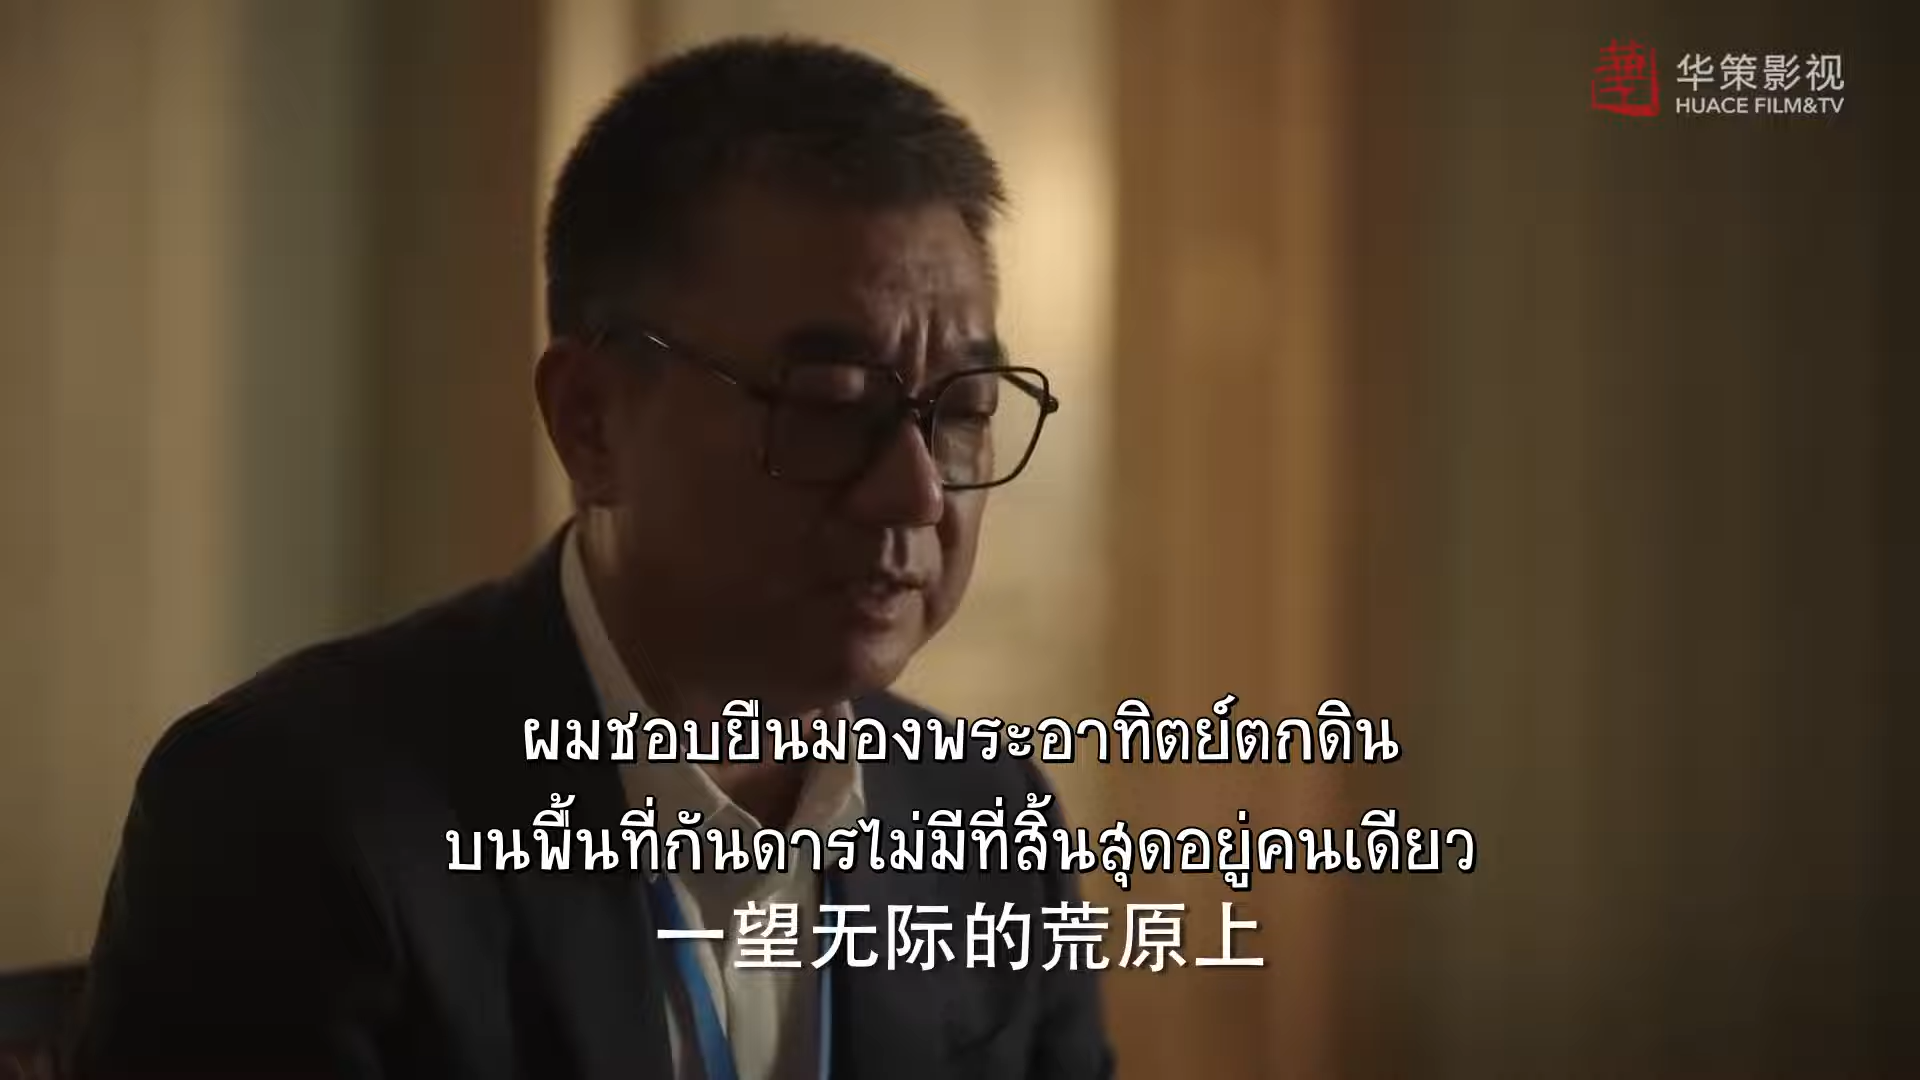 华策影视
HUACE FILM&TV
ผมชอบยืนมองพระอาทิตย์ตกดิน
บนพื้นที่กันดารไม่มีที่สิ้นสุดอยู่คนเดียว
一望无际的荒原上